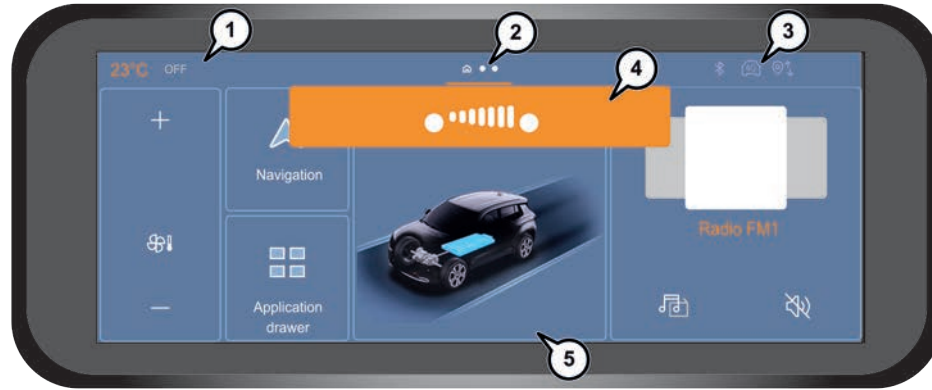 1
2
3
4
5
23°C OFF
Navigation
Application
drawer
Radio FM1